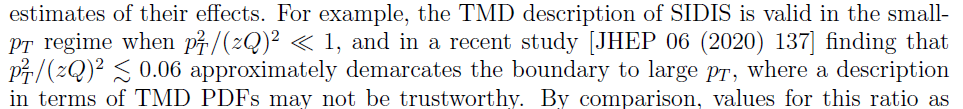 estimates of their effects. For example, the TMD description of SIDIS is valid in the small-
p_T regime when p_T^2/(zQ)^2 ≪ 1, and in a recent study [JHEP 06 (2020) 137] finding that
p_T^2/(zQ)^2 ≲ 0.06 approximately demarcates the boundary to large p_T, where a description
in terms of TMD PDFs may not be trustworthy. By comparison, values for this ratio as